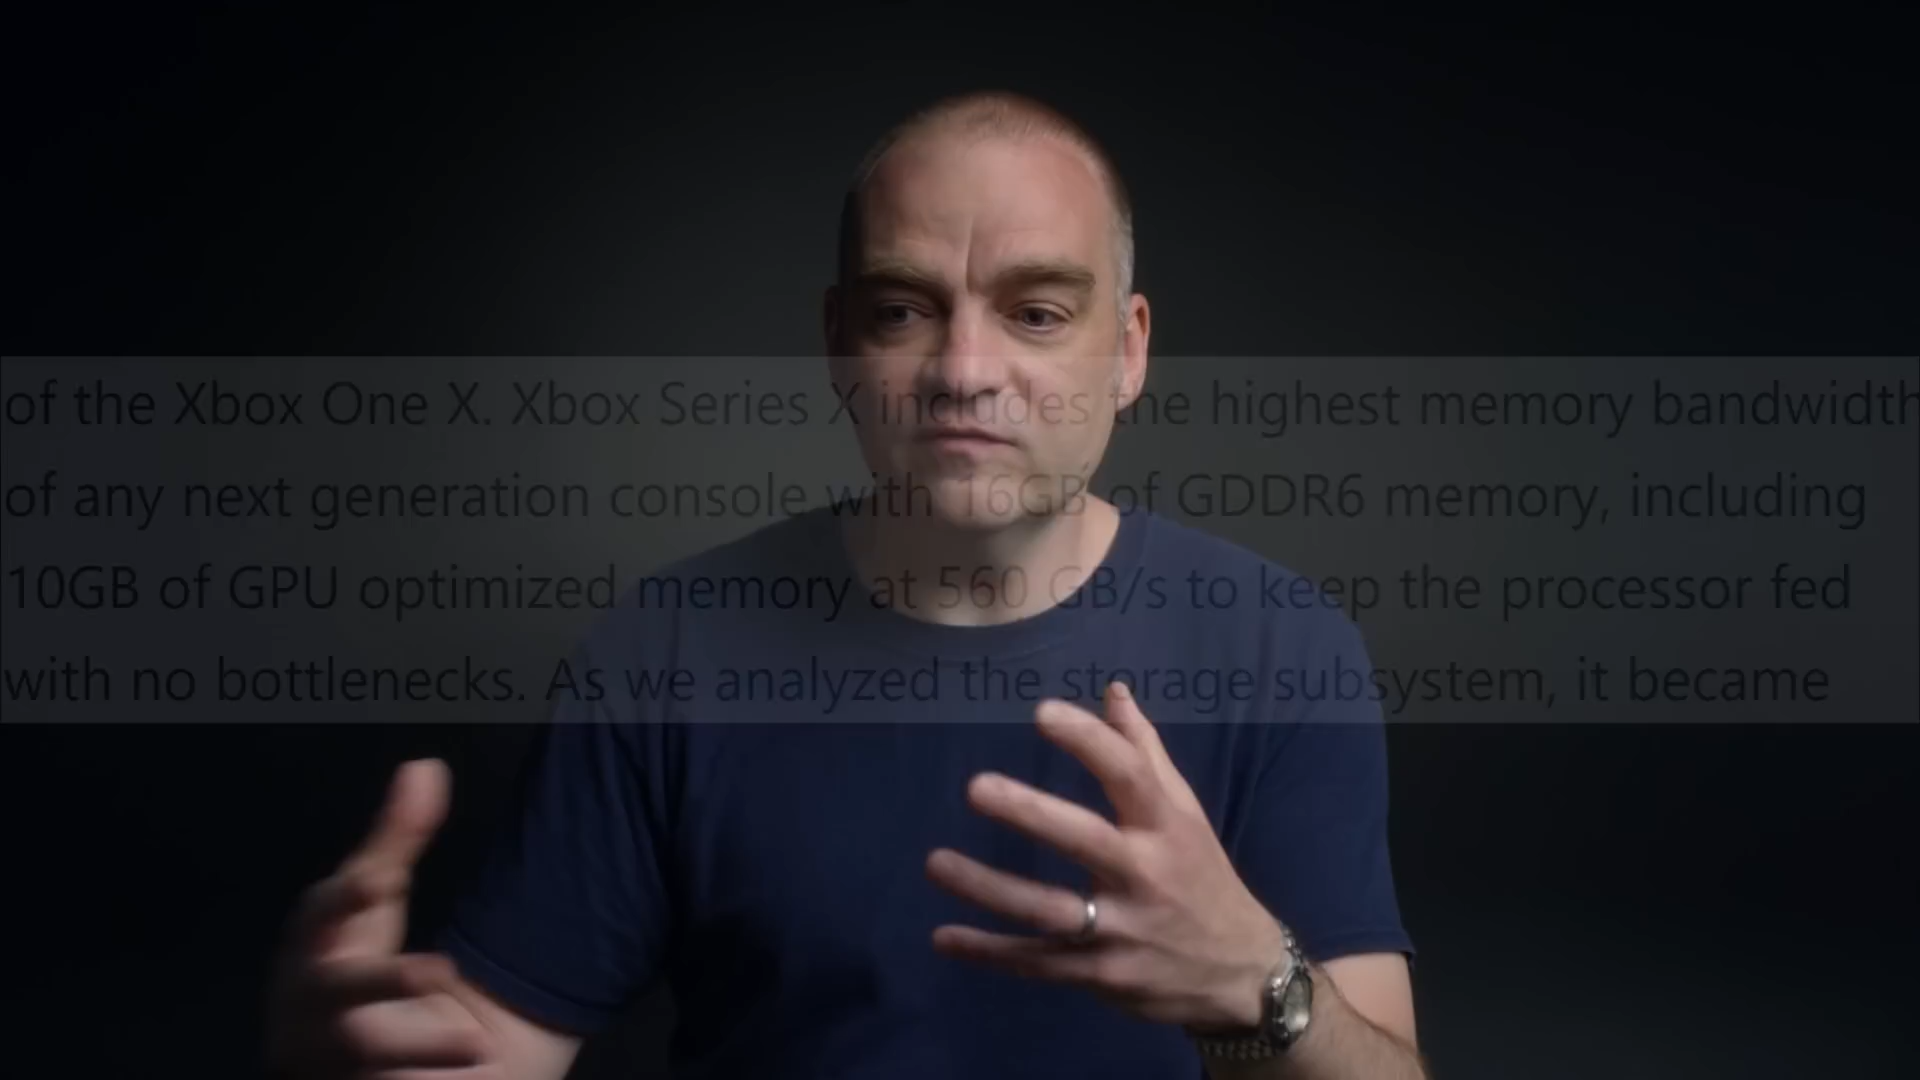 of the Xbox One X. Xbox Series X includes the highest memory bandwidth
of any next generation console with 16GB of GDDR6 memory, including
10GB of GPU optimized memory at 560 GB/s to keep the processor fed
with no bottlenecks. As we analyzed the storage subsystem, it became